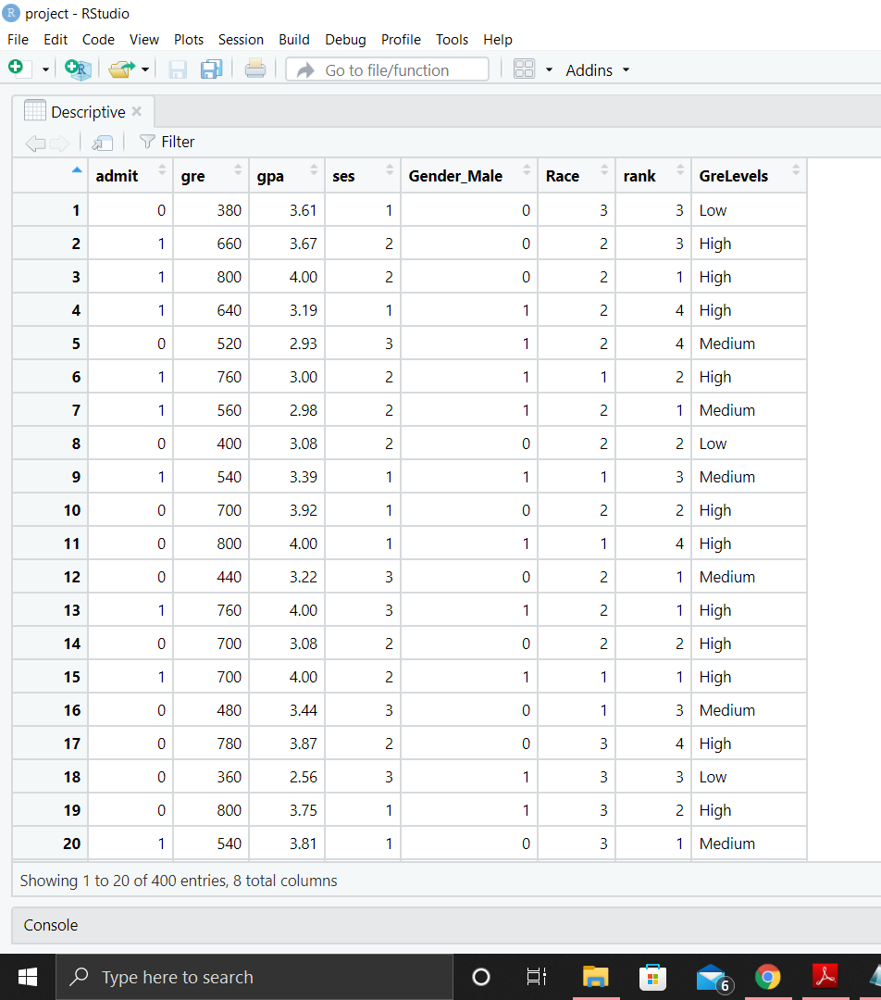 project - RStudio
File Edit Code View Plots Session Build Debug Profile Tools Help
Go to file/function Addins
Descriptive
Filter
admit gre gpa ses Gender_Male Race rank GreLevels
1 0 380 3.61 1 0 3 3 Low
2 1 660 3.67 2 0 2 3 High
3 1 800 4.00 2 0 2 1 High
4 1 640 3.19 1 1 2 4 High
5 0 520 2.93 3 1 2 4 Medium
6 1 760 3.00 2 1 1 2 High
7 1 560 2.98 2 1 2 1 Medium
8 0 400 3.08 2 0 2 2 Low
9 1 540 3.39 1 1 1 3 Medium
10 0 700 3.92 1 0 2 2 High
11 0 800 4.00 1 1 1 4 High
12 0 440 3.22 3 0 2 1 Medium
13 1 760 4.00 3 1 2 1 High
14 0 700 3.08 2 0 2 2 High
15 1 700 4.00 2 1 1 1 High
16 0 480 3.44 3 0 1 3 Medium
17 0 780 3.87 2 0 3 4 High
18 0 360 2.56 3 1 3 3 Low
19 0 800 3.75 1 1 3 2 High
20 1 540 3.81 1 0 3 1 Medium
Showing 1 to 20 of 400 entries, 8 total columns
Console
Type here to search 6